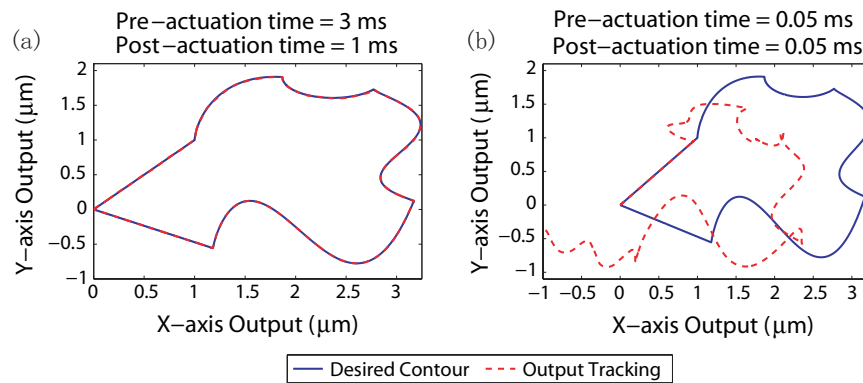 (a)
Pre−actuation time = 3 ms
Post−actuation time = 1 ms
2
1.5
1
0.5
0
−0.5
−1
Y−axis Output (μm)
0 0.5 1 1.5 2 2.5 3
X−axis Output (μm)
(b)
Pre−actuation time = 0.05 ms
Post−actuation time = 0.05 ms
2
1.5
1
0.5
0
−0.5
−1
Y−axis Output (μm)
−1 −0.5 0 0.5 1 1.5 2 2.5 3
X−axis Output (μm)
Desired Contour Output Tracking